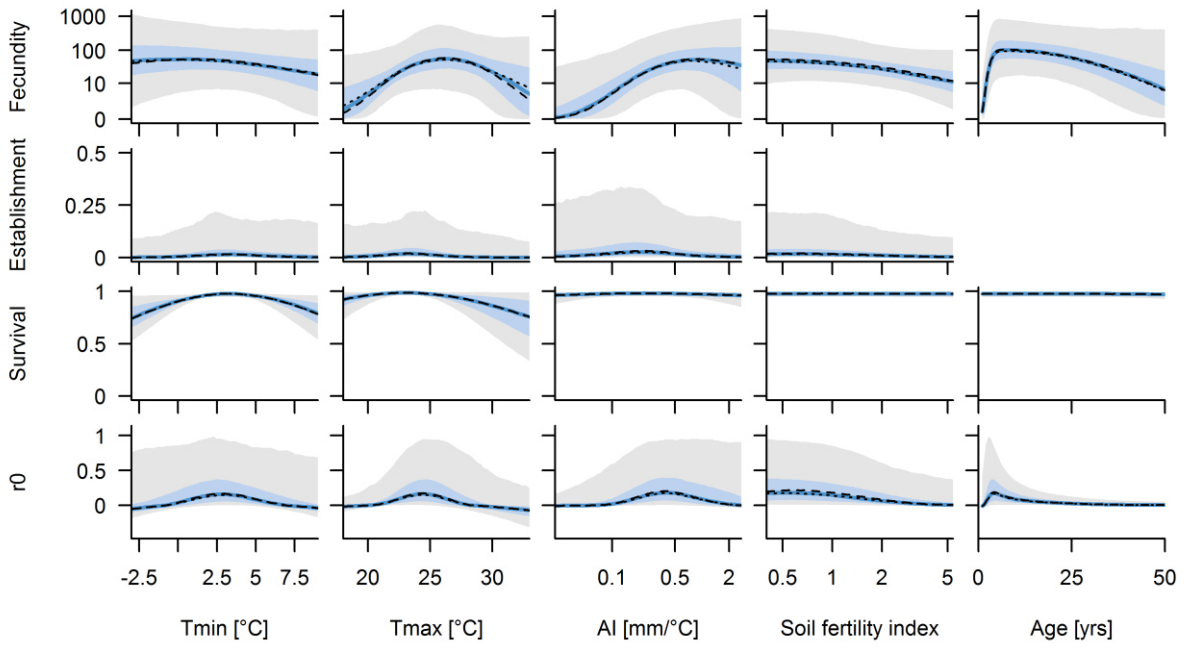 Fecundity
1000
100
10
0
Establishment
0.5
0.25
0
Survival
1
0.5
0
r0
1
0.5
0
-2.5 2.5 5 7.5 20 25 30 0.1 0.5 2 0.5 1 2 5 0 25 50
Tmin [°C] Tmax [°C] AI [mm/°C] Soil fertility index Age [yrs]